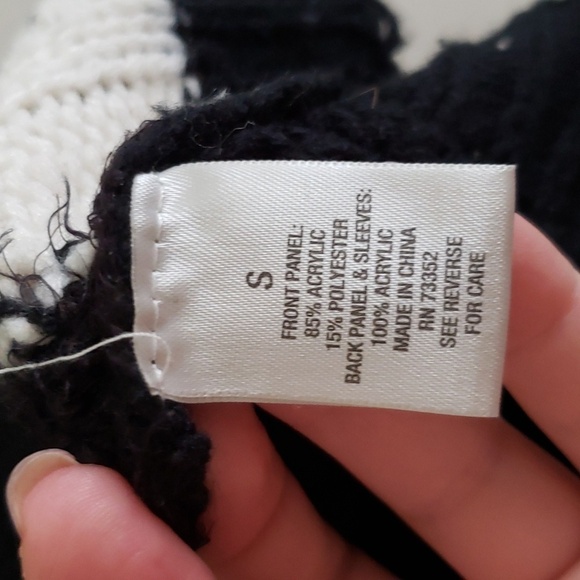 S
FRONT PANEL:
85% ACRYLIC
15% POLYESTER
BACK PANEL & SLEEVES:
100% ACRYLIC
MADE IN CHINA
RN 73352
SEE REVERSE
FOR CARE